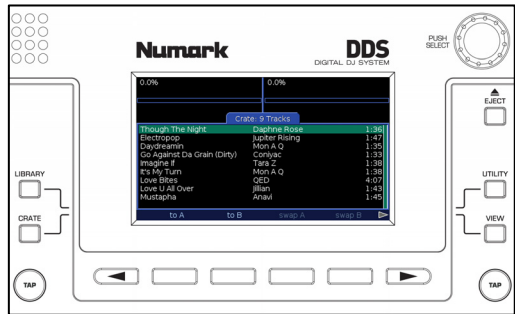 Numark
DDS
DIGITAL DJ SYSTEM
PUSH
SELECT
EJECT
0.0%
0.0%
Crate: 9 Tracks
Though The Night Daphne Rose 1:36
Electropop Jupiter Rising 1:47
Daydreamin Mon A Q 1:35
Go Against Da Grain (Dirty) Coniyac 1:33
Imagine If Tara Z 1:38
It's My Turn Mon A Q 1:38
Love Bites QED 4:07
Love U All Over Jillian 1:43
Mustapha Anavi 1:45
to A to B swap A swap B
LIBRARY
UTILITY
CRATE
VIEW
TAP
TAP